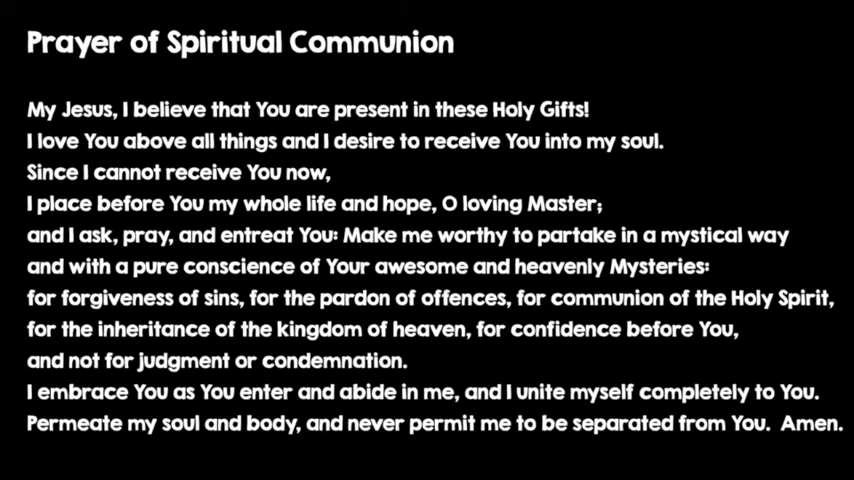 Prayer of Spiritual Communion
My Jesus, I believe that You are present in these Holy Gifts!
I love You above all things and I desire to receive You into my soul.
Since I cannot receive You now,
I place before You my whole life and hope, O loving Master;
and I ask, pray, and entreat You: Make me worthy to partake in a mystical way
and with a pure conscience of Your awesome and heavenly Mysteries:
for forgiveness of sins, for the pardon of offences, for communion of the Holy Spirit,
for the inheritance of the kingdom of heaven, for confidence before You,
and not for judgment or condemnation.
I embrace You as You enter and abide in me, and I unite myself completely to You.
Permeate my soul and body, and never permit me to be separated from You.  Amen.